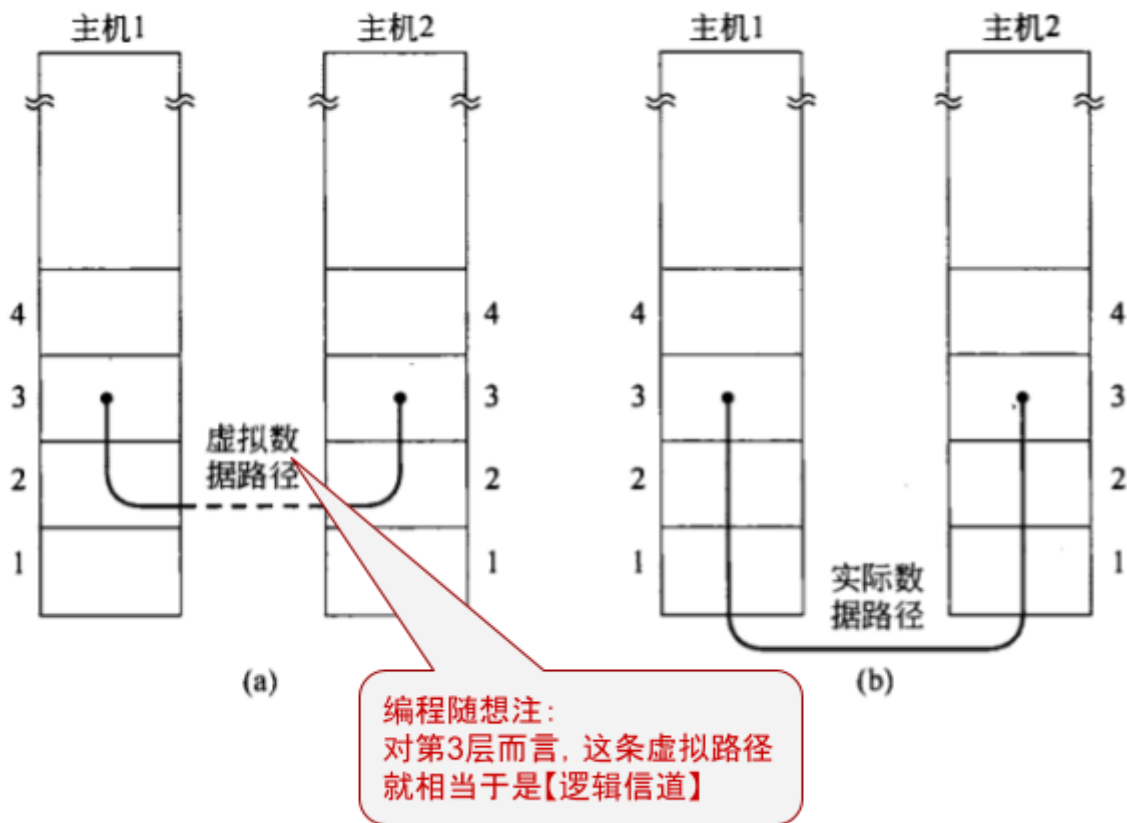 主机1
主机2
主机1
主机2
4
4
4
4
3
3
3
3
虚拟数
据路径
2
2
2
2
1
1
1
1
实际数
据路径
(a)
(b)
编程随想注：
对第3层而言，这条虚拟路径
就相当于是【逻辑信道】